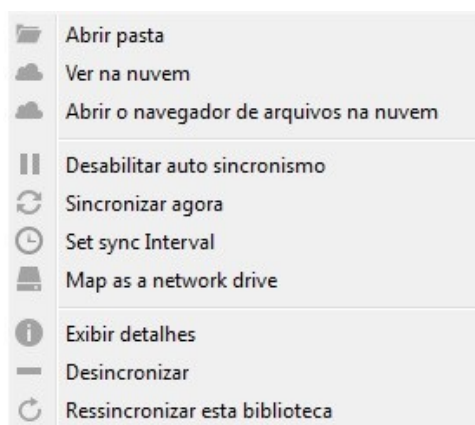 Abrir pasta
Ver na nuvem
Abrir o navegador de arquivos na nuvem
Desabilitar auto sincronismo
Sincronizar agora
Set sync Interval
Map as a network drive
Exibir detalhes
Desincronizar
Ressincronizar esta biblioteca